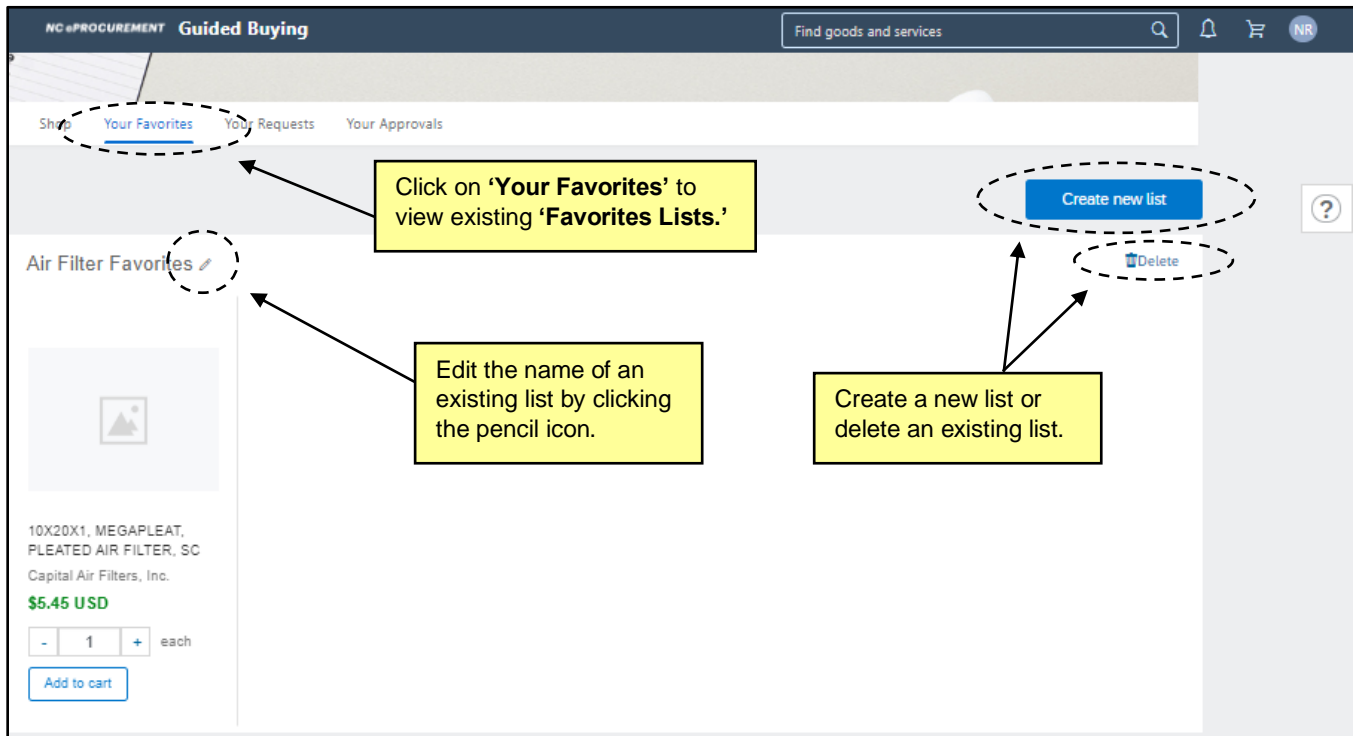 NC ePROCUREMENT Guided Buying
Find goods and services
NR
Shop Your Favorites Your Requests Your Approvals
Click on ‘Your Favorites’ to
view existing ‘Favorites Lists.’
Create new list
?
Air Filter Favorites
Delete
Edit the name of an
existing list by clicking
the pencil icon.
Create a new list or
delete an existing list.
10X20X1, MEGAPLEAT,
PLEATED AIR FILTER, SC
Capital Air Filters, Inc.
$5.45 USD
- 1 + each
Add to cart